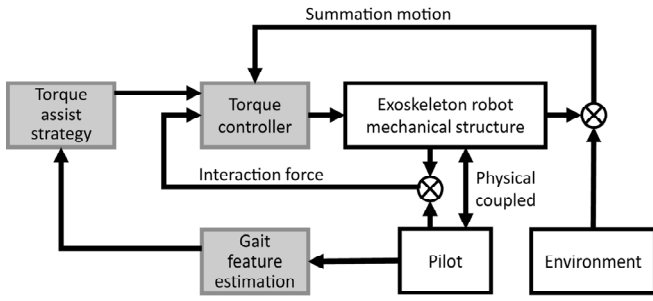 Summation motion
Torque
assist
strategy
Torque
controller
Exoskeleton robot
mechanical structure
Interaction force
Physical
coupled
Gait
feature
estimation
Pilot
Environment